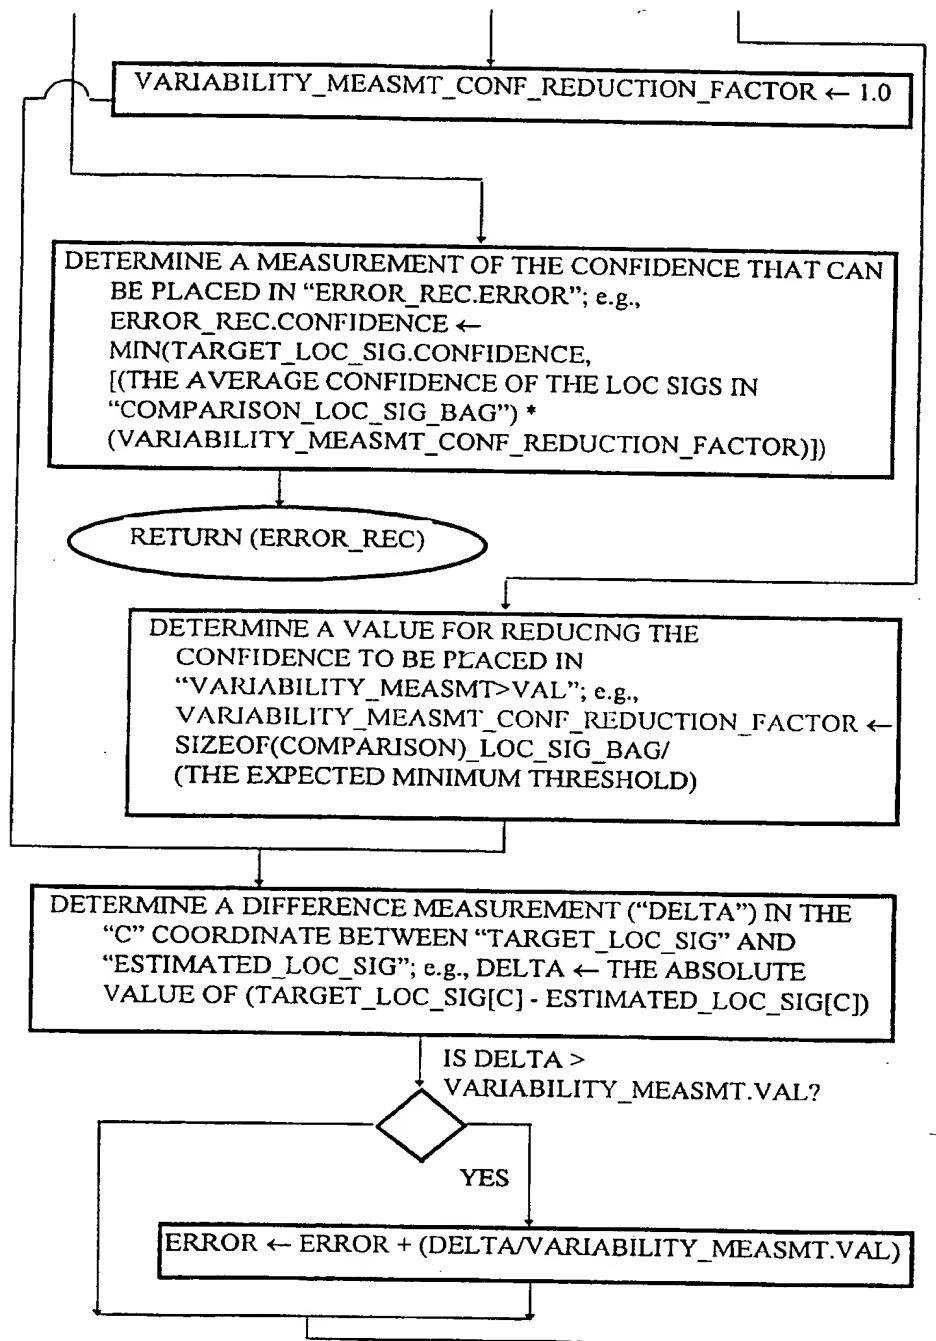 VARIABILITY_MEASMT_CONF_REDUCTION_FACTOR ← 1.0
DETERMINE A MEASUREMENT OF THE CONFIDENCE THAT CAN
BE PLACED IN “ERROR_REC.ERROR”; e.g.,
ERROR_REC.CONFIDENCE ←
MIN(TARGET_LOC_SIG.CONFIDENCE,
[(THE AVERAGE CONFIDENCE OF THE LOC SIGS IN
“COMPARISON_LOC_SIG_BAG”) *
(VARIABILITY_MEASMT_CONF_REDUCTION_FACTOR)])
RETURN (ERROR_REC)
DETERMINE A VALUE FOR REDUCING THE
CONFIDENCE TO BE PLACED IN
“VARIABILITY_MEASMT>VAL”; e.g.,
VARIABILITY_MEASMT_CONF_REDUCTION_FACTOR ←
SIZEOF(COMPARISON)_LOC_SIG_BAG/
(THE EXPECTED MINIMUM THRESHOLD)
DETERMINE A DIFFERENCE MEASUREMENT (“DELTA”) IN THE
“C” COORDINATE BETWEEN “TARGET_LOC_SIG” AND
“ESTIMATED_LOC_SIG”; e.g., DELTA ← THE ABSOLUTE
VALUE OF (TARGET_LOC_SIG[C] - ESTIMATED_LOC_SIG[C])
IS DELTA >
VARIABILITY_MEASMT.VAL?
YES
ERROR ← ERROR + (DELTA/VARIABILITY_MEASMT.VAL)